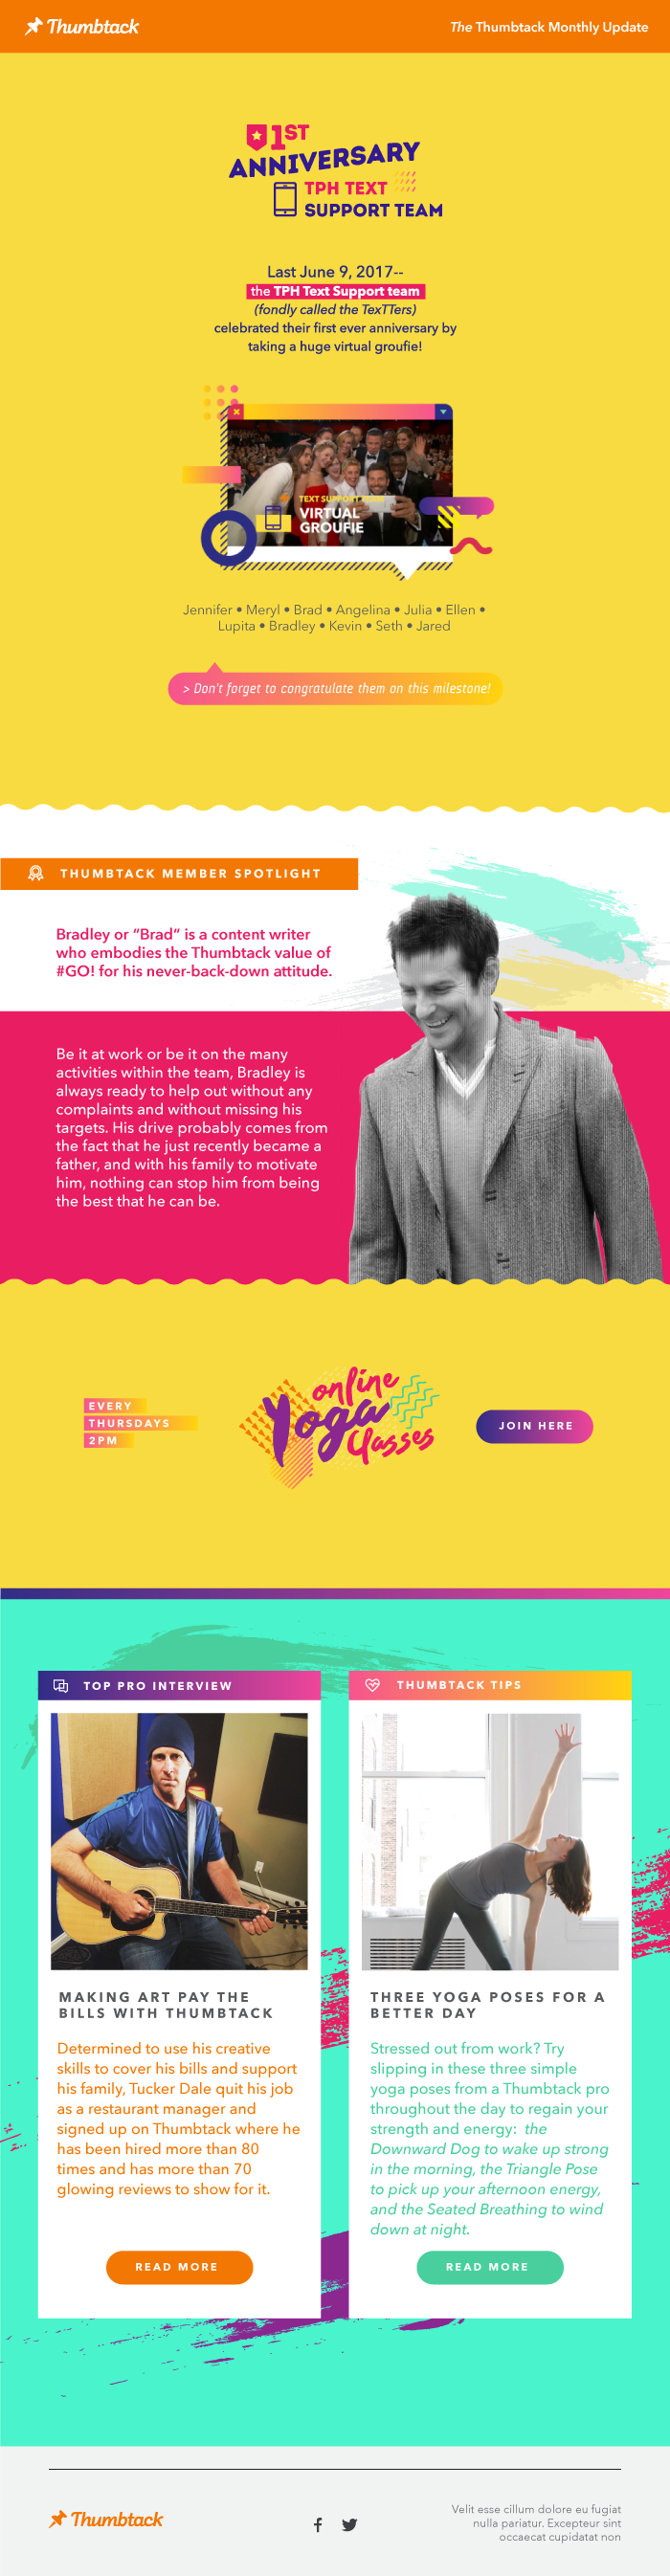 Thumbtack
The Thumbtack Monthly Update
1ST
ANNIVERSARY
TPH TEXT
SUPPORT TEAM
Last June 9, 2017--
the TPH Text Support team
(fondly called the TexTTers)
celebrated their first ever anniversary by
taking a huge virtual groufie!
TEXT SUPPORT TEAM
VIRTUAL
GROUFIE
Jennifer • Meryl • Brad • Angelina • Julia • Ellen •
Lupita • Bradley • Kevin • Seth • Jared
> Don't forget to congratulate them on this milestone!
THUMBTACK MEMBER SPOTLIGHT
Bradley or “Brad” is a content writer
who embodies the Thumbtack value of
#GO! for his never-back-down attitude.
Be it at work or be it on the many
activities within the team, Bradley is
always ready to help out without any
complaints and without missing his
targets. His drive probably comes from
the fact that he just recently became a
father, and with his family to motivate
him, nothing can stop him from being
the best that he can be.
EVERY
THURSDAYS
2PM
online
Yoga
Classes
JOIN HERE
TOP PRO INTERVIEW
MAKING ART PAY THE
BILLS WITH THUMBTACK
Determined to use his creative
skills to cover his bills and support
his family, Tucker Dale quit his job
as a restaurant manager and
signed up on Thumbtack where he
has been hired more than 80
times and has more than 70
glowing reviews to show for it.
READ MORE
THUMBTACK TIPS
THREE YOGA POSES FOR A
BETTER DAY
Stressed out from work? Try
slipping in these three simple
yoga poses from a Thumbtack pro
throughout the day to regain your
strength and energy: the
Downward Dog to wake up strong
in the morning, the Triangle Pose
to pick up your afternoon energy,
and the Seated Breathing to wind
down at night.
READ MORE
Thumbtack
Velit esse cillum dolore eu fugiat
nulla pariatur. Excepteur sint
occaecat cupidatat non